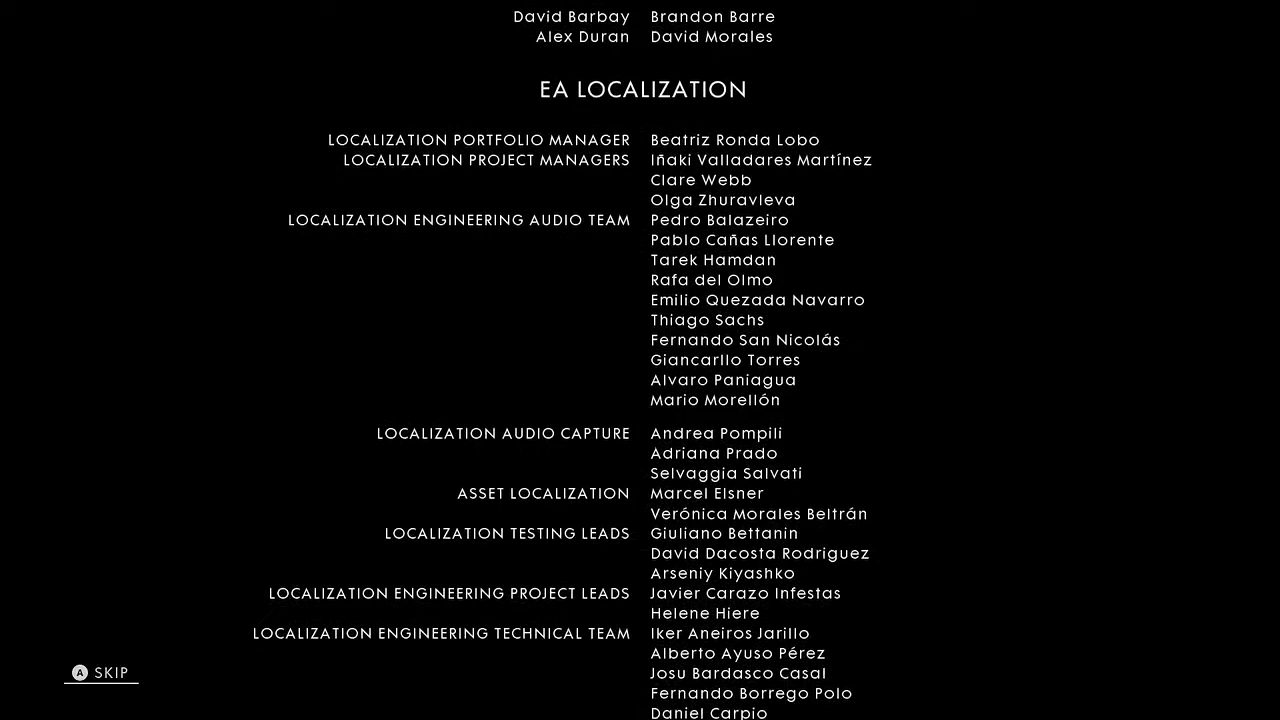 David Barbay Brandon Barre
Alex Duran David Morales
EA LOCALIZATION
LOCALIZATION PORTFOLIO MANAGER Beatriz Ronda Lobo
LOCALIZATION PROJECT MANAGERS Iñaki Valladares Martínez
Clare Webb
Olga Zhuravleva
LOCALIZATION ENGINEERING AUDIO TEAM Pedro Balazeiro
Pablo Cañas Llorente
Tarek Hamdan
Rafa del Olmo
Emilio Quezada Navarro
Thiago Sachs
Fernando San Nicolás
Giancarllo Torres
Alvaro Paniagua
Mario Morellón
LOCALIZATION AUDIO CAPTURE Andrea Pompili
Adriana Prado
Selvaggia Salvati
ASSET LOCALIZATION Marcel Elsner
Verónica Morales Beltrán
LOCALIZATION TESTING LEADS Giuliano Bettanin
David Dacosta Rodriguez
Arseniy Kiyashko
LOCALIZATION ENGINEERING PROJECT LEADS Javier Carazo Infestas
Helene Hiere
LOCALIZATION ENGINEERING TECHNICAL TEAM Iker Aneiros Jarillo
Alberto Ayuso Pérez
Josu Bardasco Casal
Fernando Borrego Polo
Daniel Carpio
A SKIP